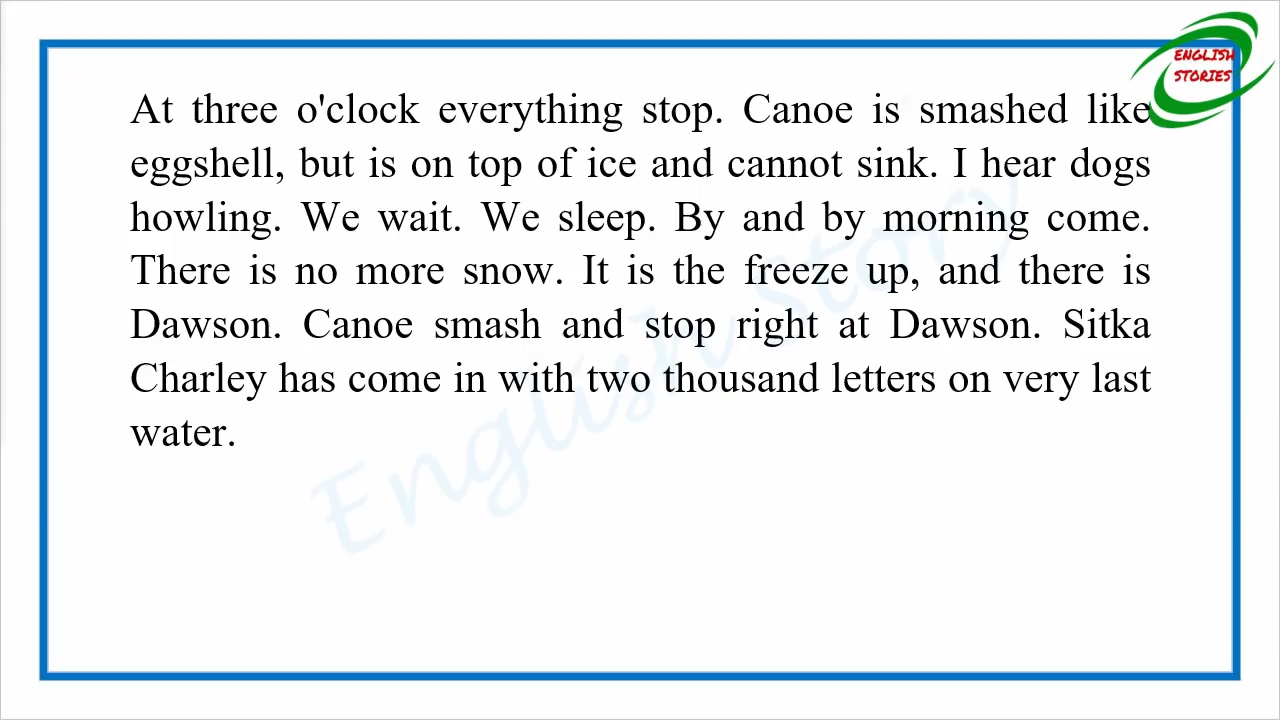 ENGLISH
STORIES
At three o'clock everything stop. Canoe is smashed like
eggshell, but is on top of ice and cannot sink. I hear dogs
howling. We wait. We sleep. By and by morning come.
There is no more snow. It is the freeze up, and there is
Dawson. Canoe smash and stop right at Dawson. Sitka
Charley has come in with two thousand letters on very last
water.
English Story